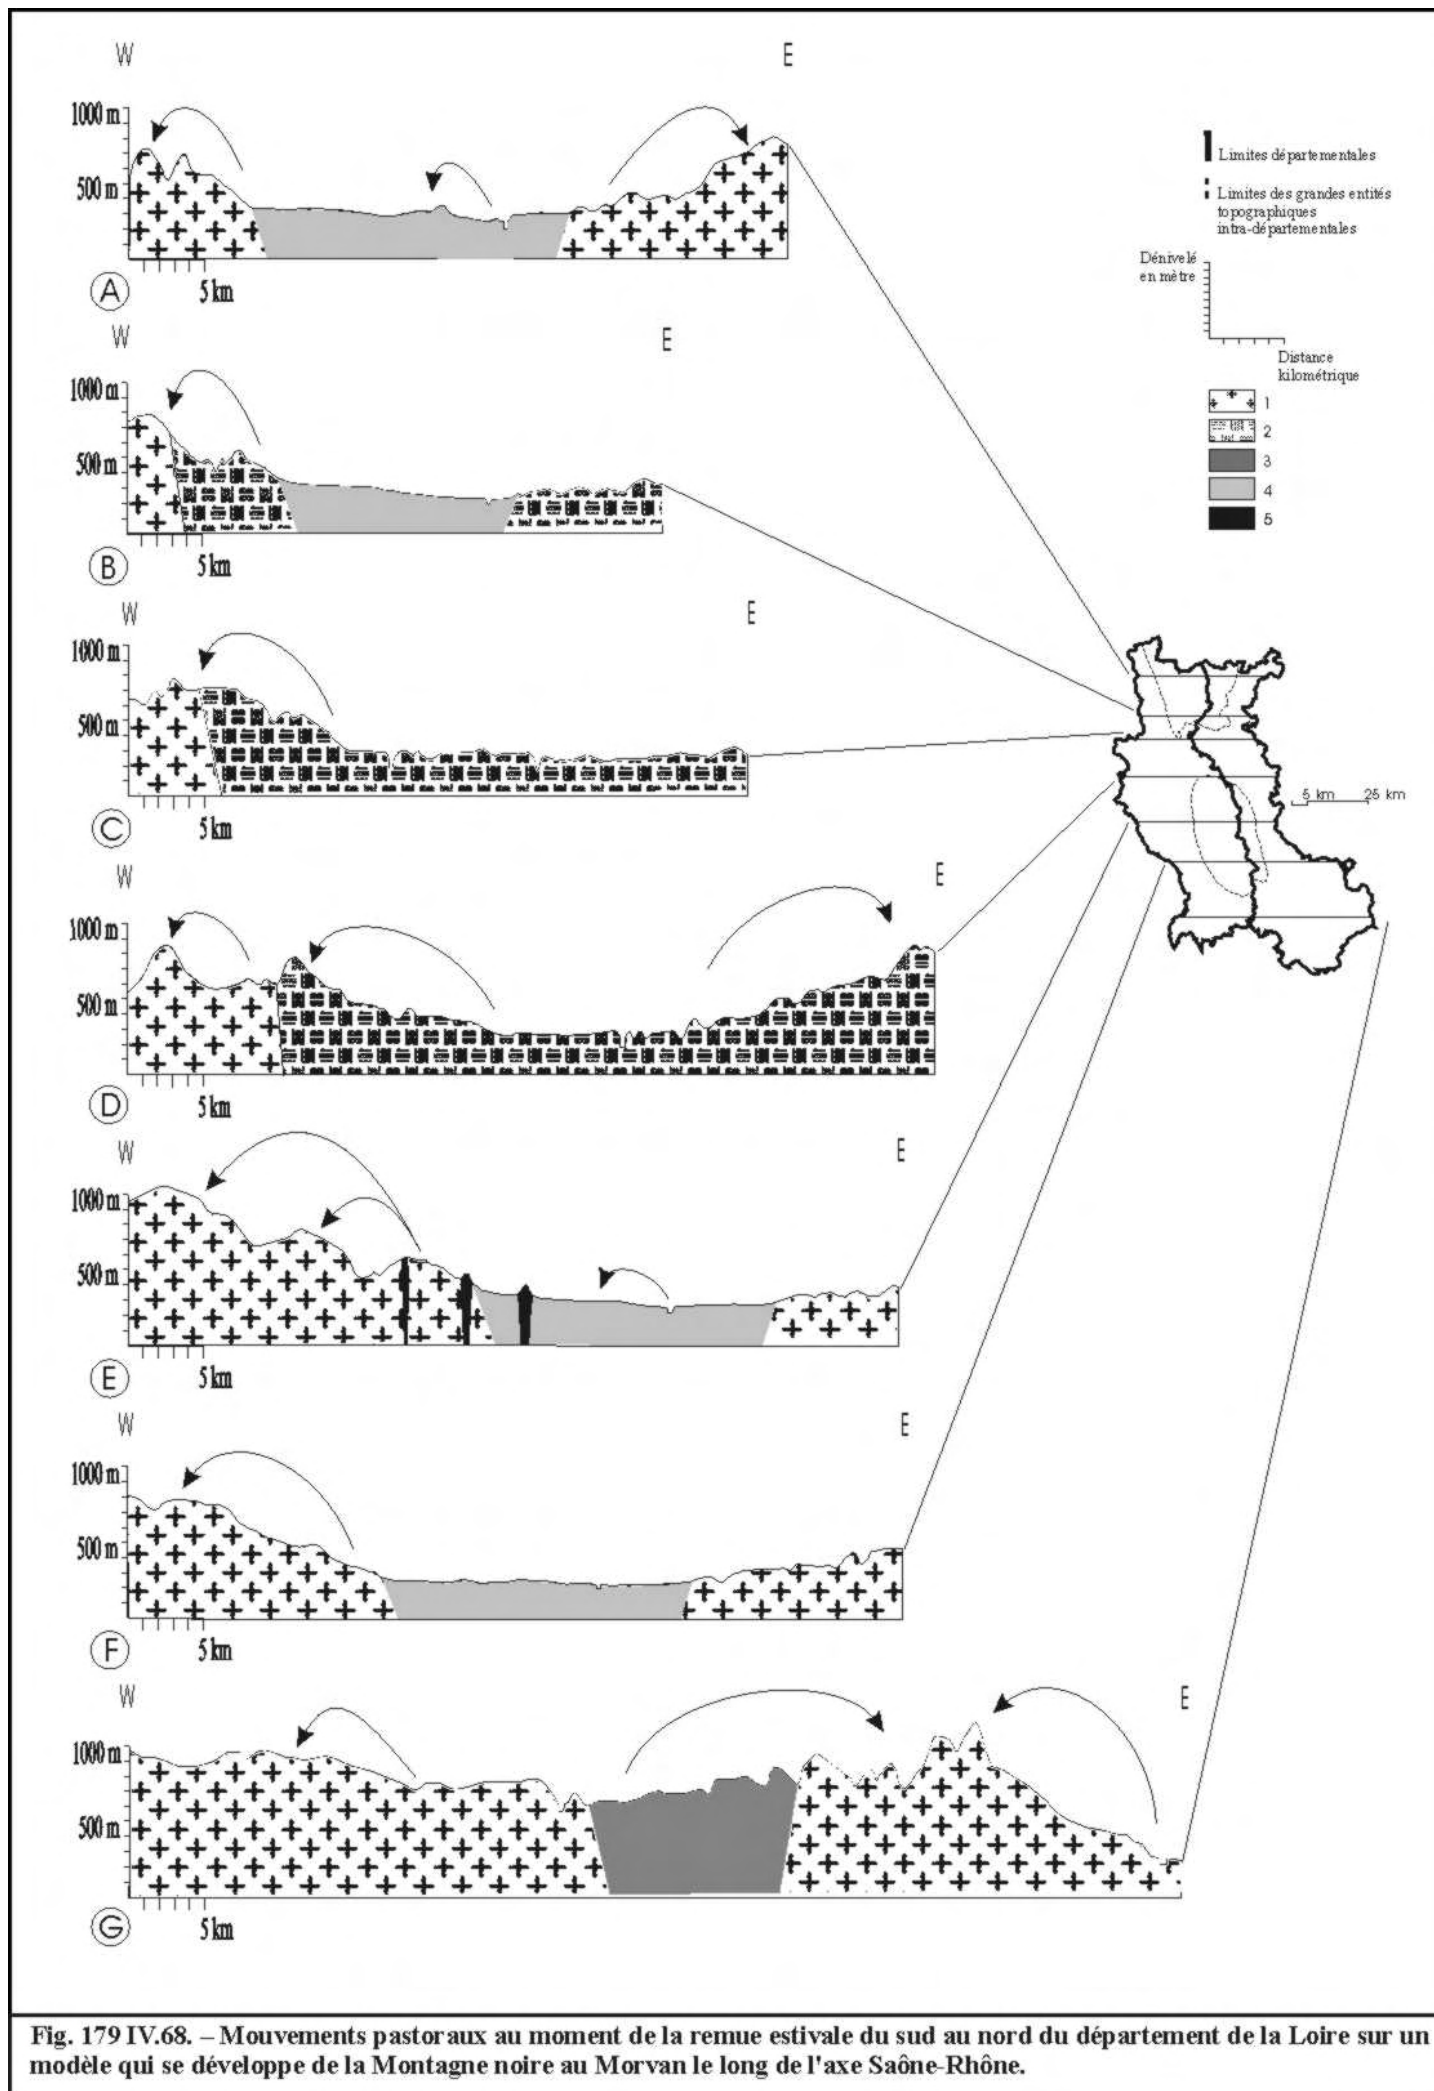 W E
1000 m
500 m
5 km
A
W E
1000 m
500 m
5 km
B
W E
1000 m
500 m
5 km
C
W E
1000 m
500 m
5 km
D
W E
1000 m
500 m
5 km
E
W E
1000 m
500 m
5 km
F
W E
1000 m
500 m
5 km
G
Limites départementales
Limites des grandes entités
topographiques
intra-départementales
Dénivelé
en mètre
Distance
kilométrique
1
2
3
4
5
5 km 25 km
Fig. 179 IV.68. – Mouvements pastoraux au moment de la remue estivale du sud au nord du département de la Loire sur un
modèle qui se développe de la Montagne noire au Morvan le long de l'axe Saône-Rhône.